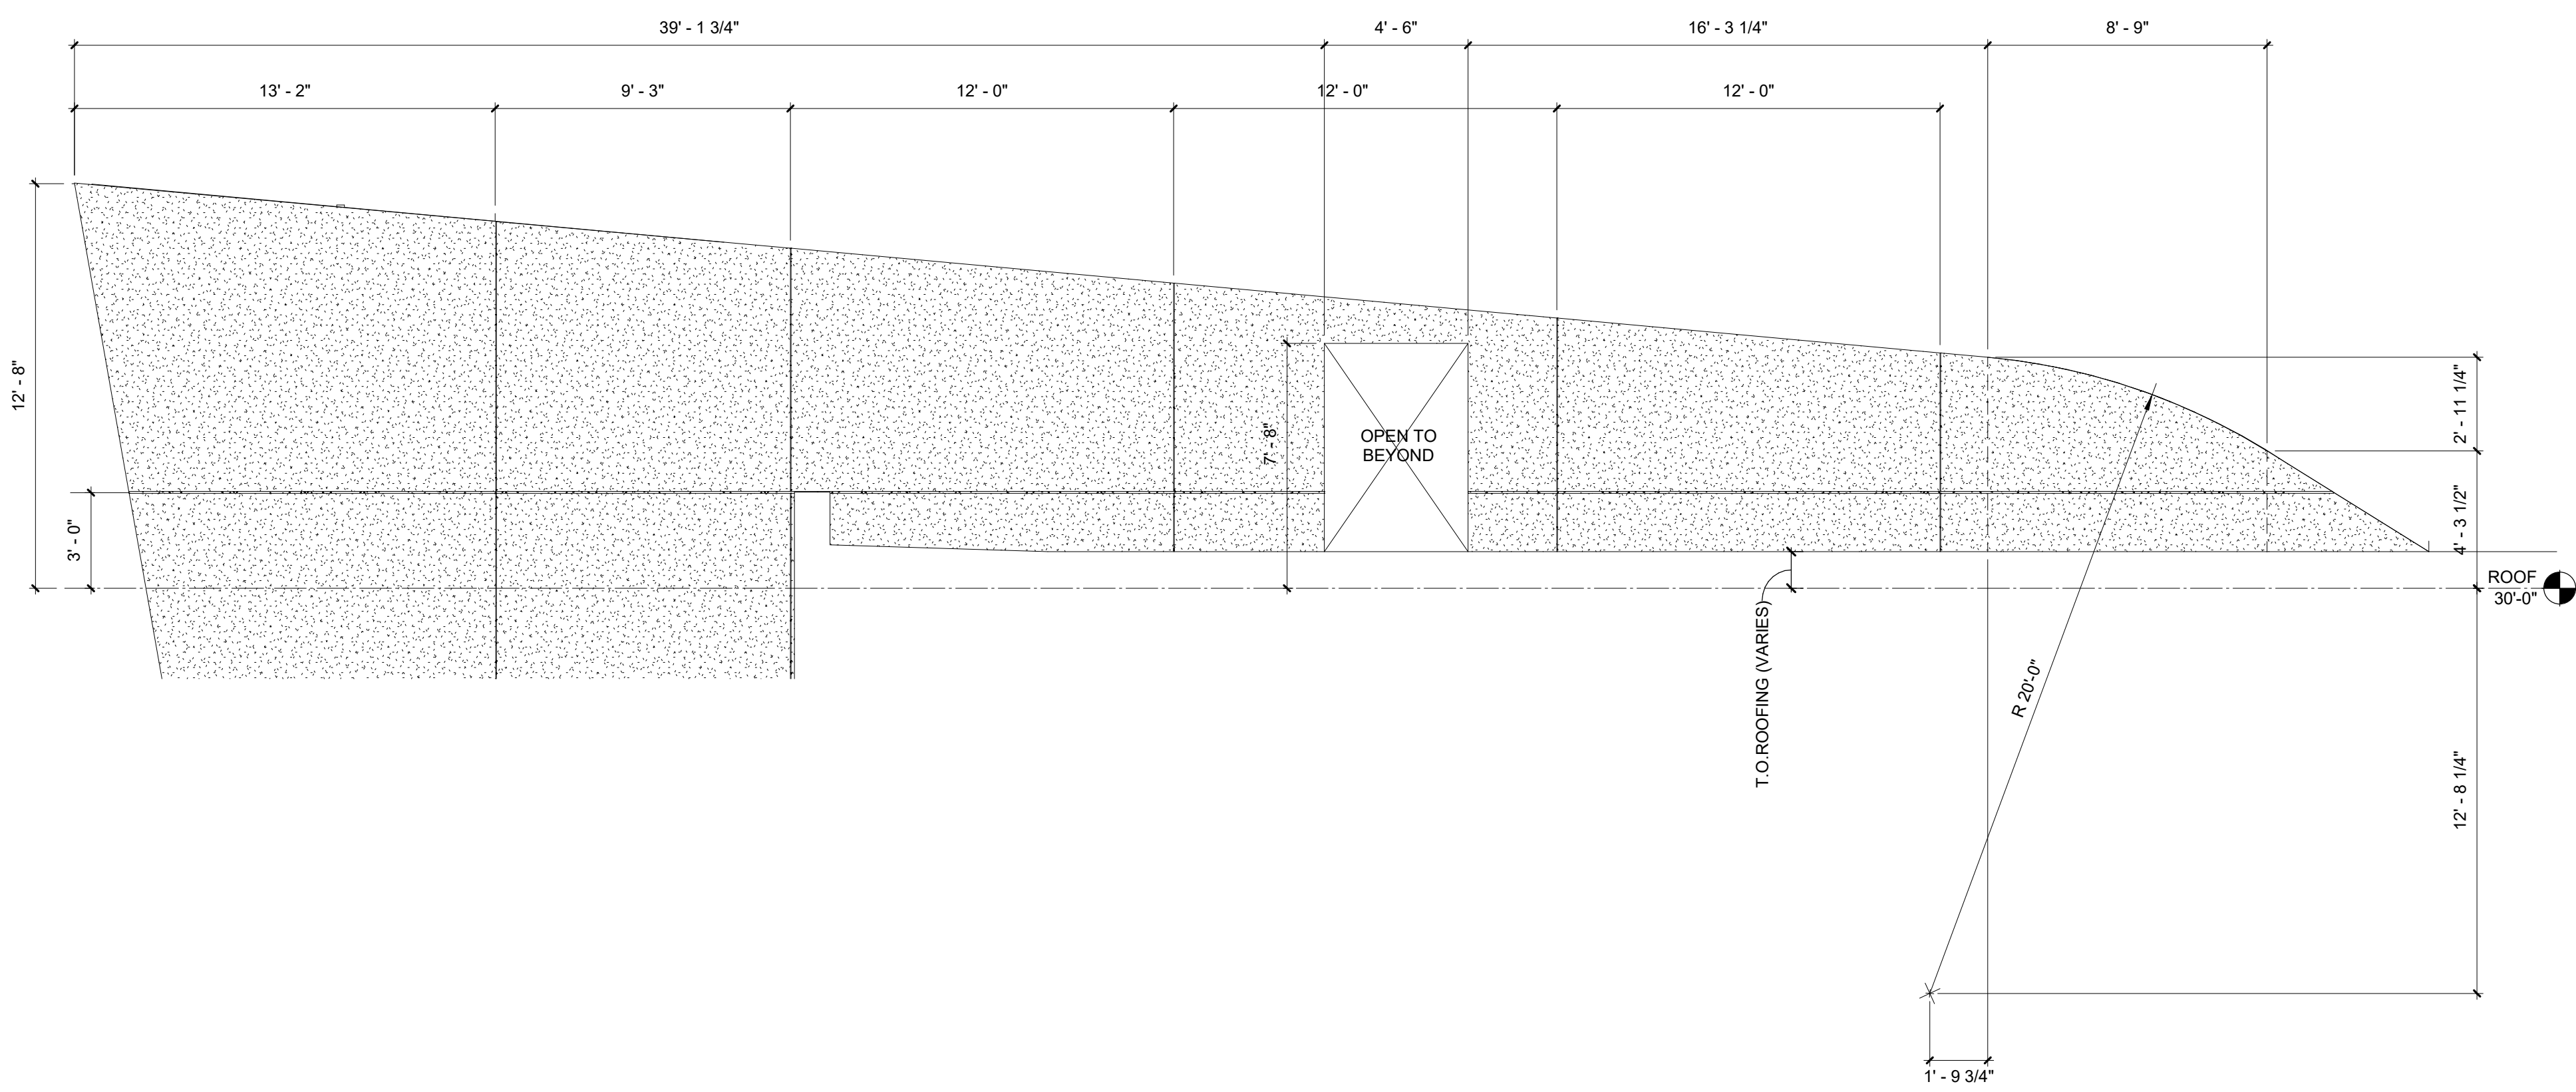 39' - 1 3/4"
4' - 6"
16' - 3 1/4"
8' - 9"
13' - 2"
9' - 3"
12' - 0"
12' - 0"
12' - 0"
12' - 8"
3' - 0"
7' - 8"
OPEN TO
BEYOND
2' - 11 1/4"
4' - 3 1/2"
ROOF
30'-0"
T.O.ROOFING (VARIES)
R 20'-0"
12' - 8 1/4"
1' - 9 3/4"